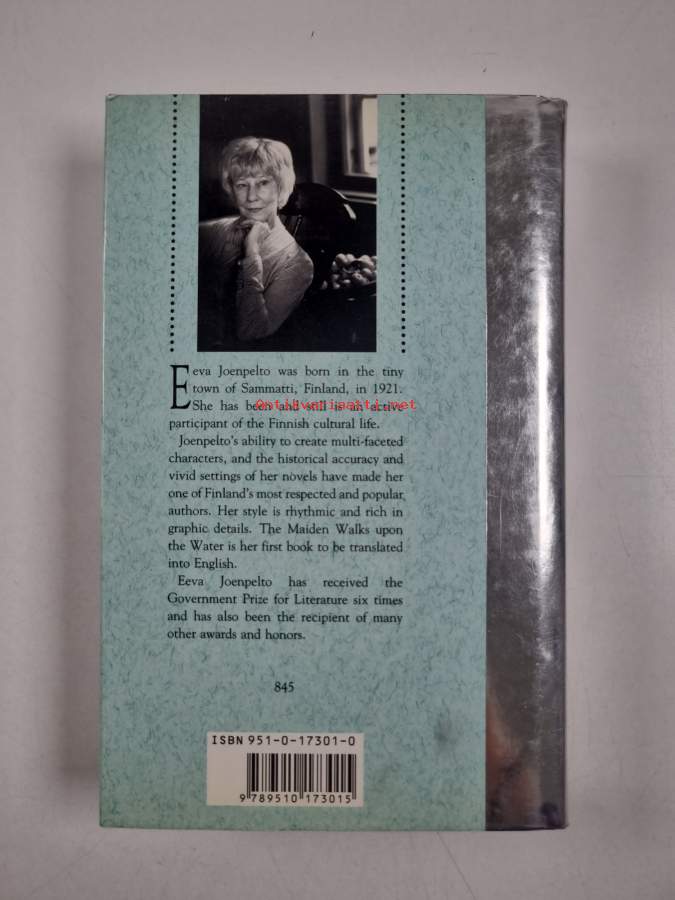 Eeva Joenpelto was born in the tiny
town of Sammatti, Finland, in 1921.
She has been and still is an active
Antikvariaatti.net
participant of the Finnish cultural life.
Joenpelto's ability to create multi-faceted
characters, and the historical accuracy and
vivid settings of her novels have made her
one of Finland's most respected and popular
authors. Her style is rhythmic and rich in
graphic details. The Maiden Walks upon
the Water is her first book to be translated
into English.
Eeva Joenpelto has received the
Government Prize for Literature six times
and has also been the recipient of many
other awards and honors.
845
ISBN 951-0-17301-0
9 789510 173015